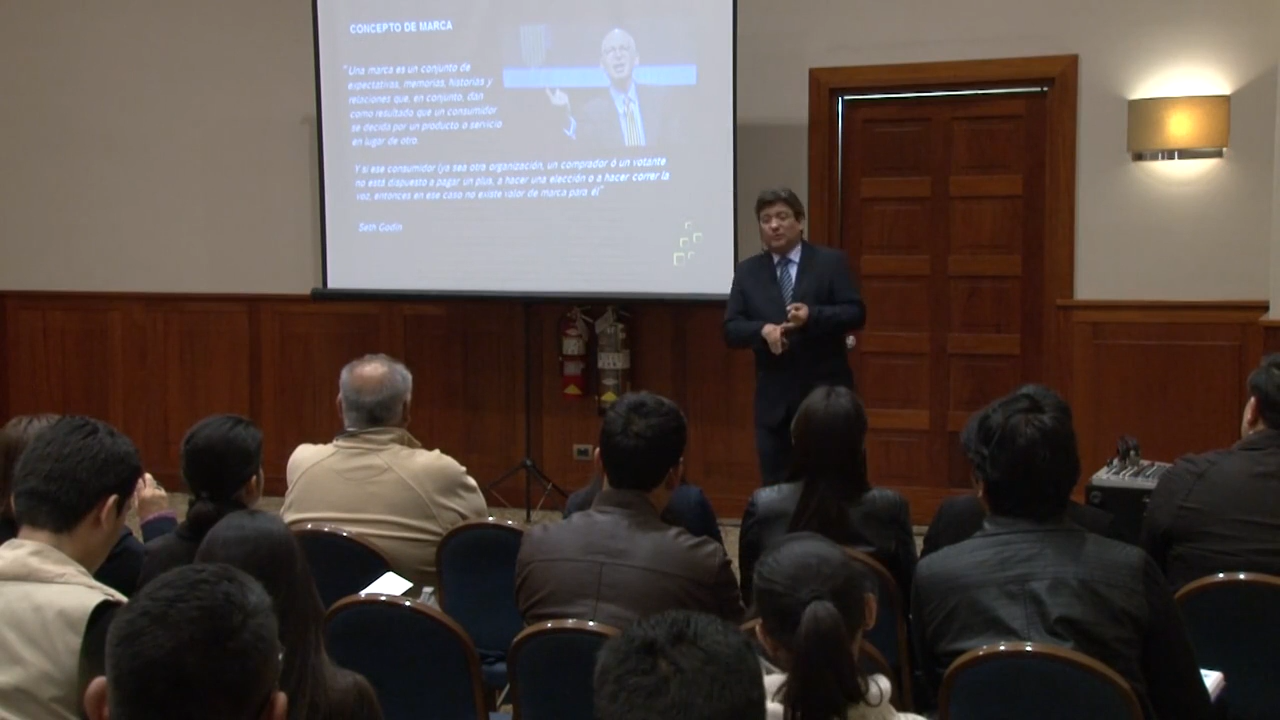 CONCEPTO DE MARCA
"Una marca es un conjunto de
expectativas, memorias, historias y
relaciones que, en conjunto, dan
como resultado que un consumidor
se decida por un producto o servicio
en lugar de otro.
Y si ese consumidor (ya sea otra organización, un comprador ó un votante
no está dispuesto a pagar un plus, a hacer una elección o a hacer correr la
voz, entonces en ese caso no existe valor de marca para él"
Seth Godin